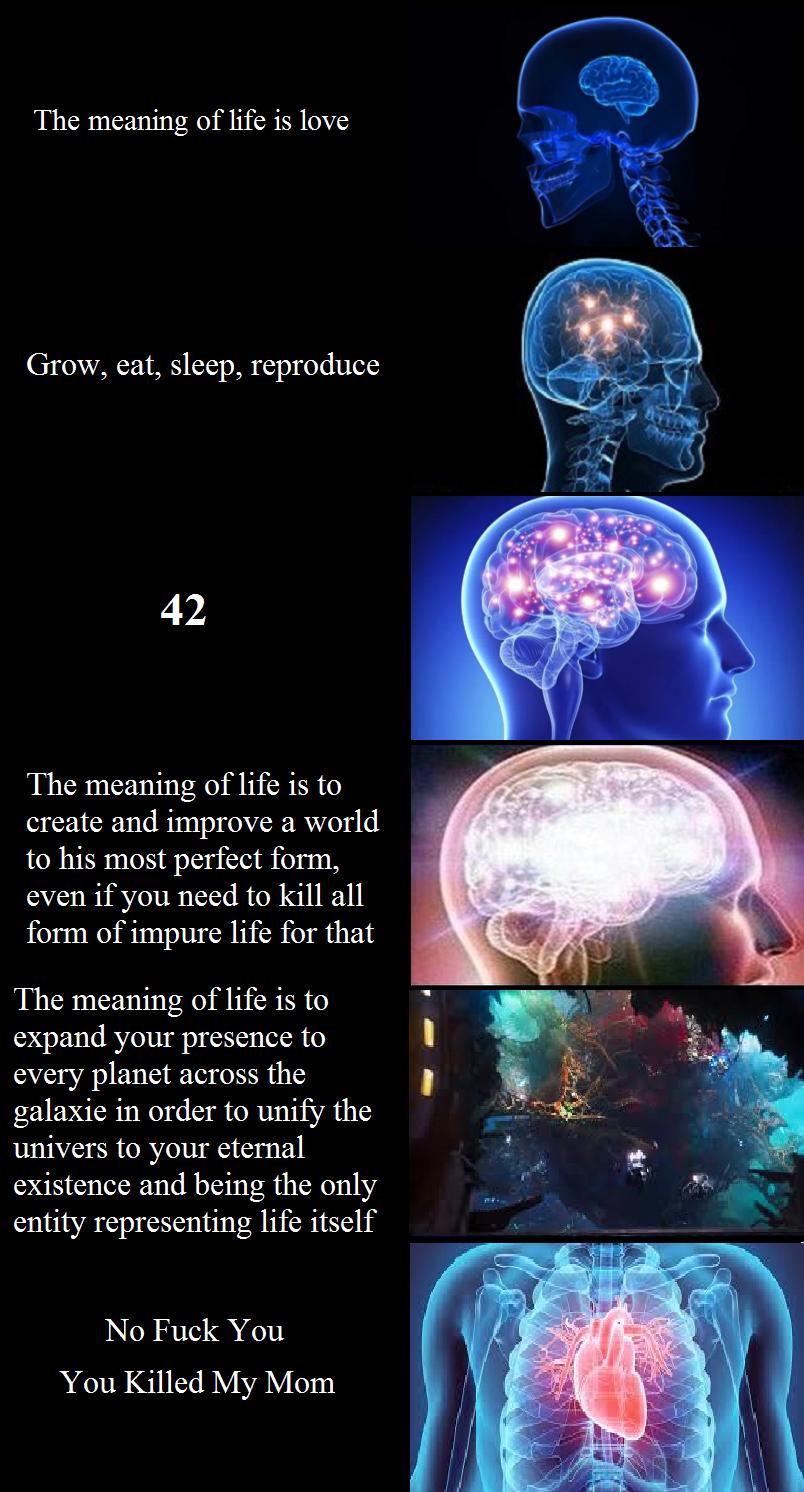 The meaning of life is love
Grow, eat, sleep, reproduce
42
The meaning of life is to
create and improve a world
to his most perfect form,
even if you need to kill all
form of impure life for that
The meaning of life is to
expand your presence to
every planet across the
galaxie in order to unify the
univers to your eternal
existence and being the only
entity representing life itself
No Fuck You
You Killed My Mom